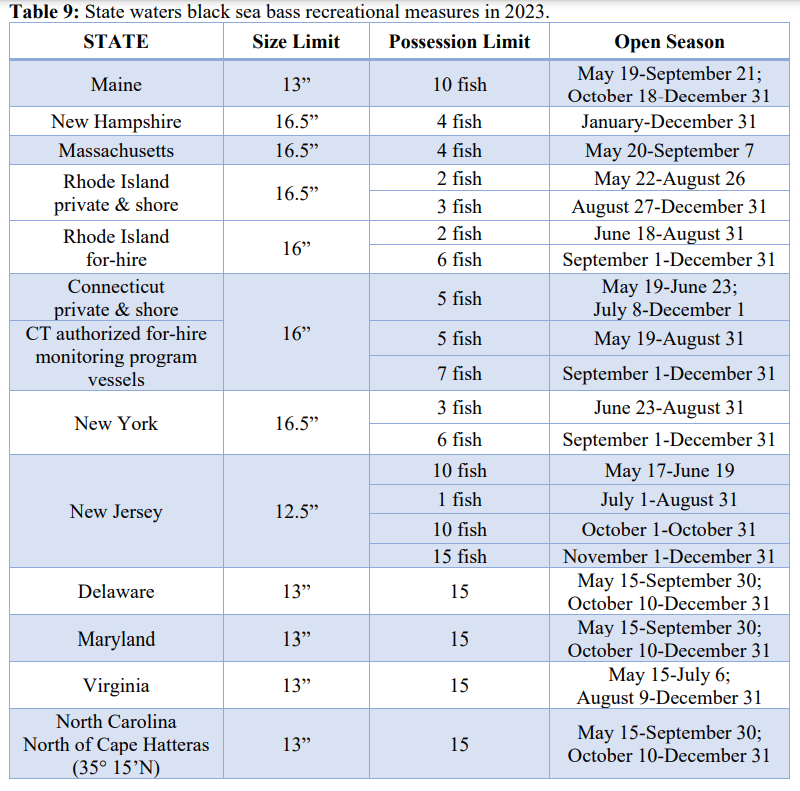 Table 9: State waters black sea bass recreational measures in 2023.
STATE Size Limit Possession Limit Open Season
Maine 13” 10 fish May 19-September 21;
October 18-December 31
New Hampshire 16.5” 4 fish January-December 31
Massachusetts 16.5” 4 fish May 20-September 7
Rhode Island
private & shore
16.5”
2 fish May 22-August 26
3 fish August 27-December 31
Rhode Island
for-hire
16”
2 fish June 18-August 31
6 fish September 1-December 31
Connecticut
private & shore
16”
5 fish May 19-June 23;
July 8-December 1
CT authorized for-hire
monitoring program
vessels
5 fish May 19-August 31
7 fish September 1-December 31
New York 16.5”
3 fish June 23-August 31
6 fish September 1-December 31
New Jersey 12.5”
10 fish May 17-June 19
1 fish July 1-August 31
10 fish October 1-October 31
15 fish November 1-December 31
Delaware 13” 15 May 15-September 30;
October 10-December 31
Maryland 13” 15 May 15-September 30;
October 10-December 31
Virginia 13” 15 May 15-July 6;
August 9-December 31
North Carolina
North of Cape Hatteras
(35° 15’N)
13” 15 May 15-September 30;
October 10-December 31